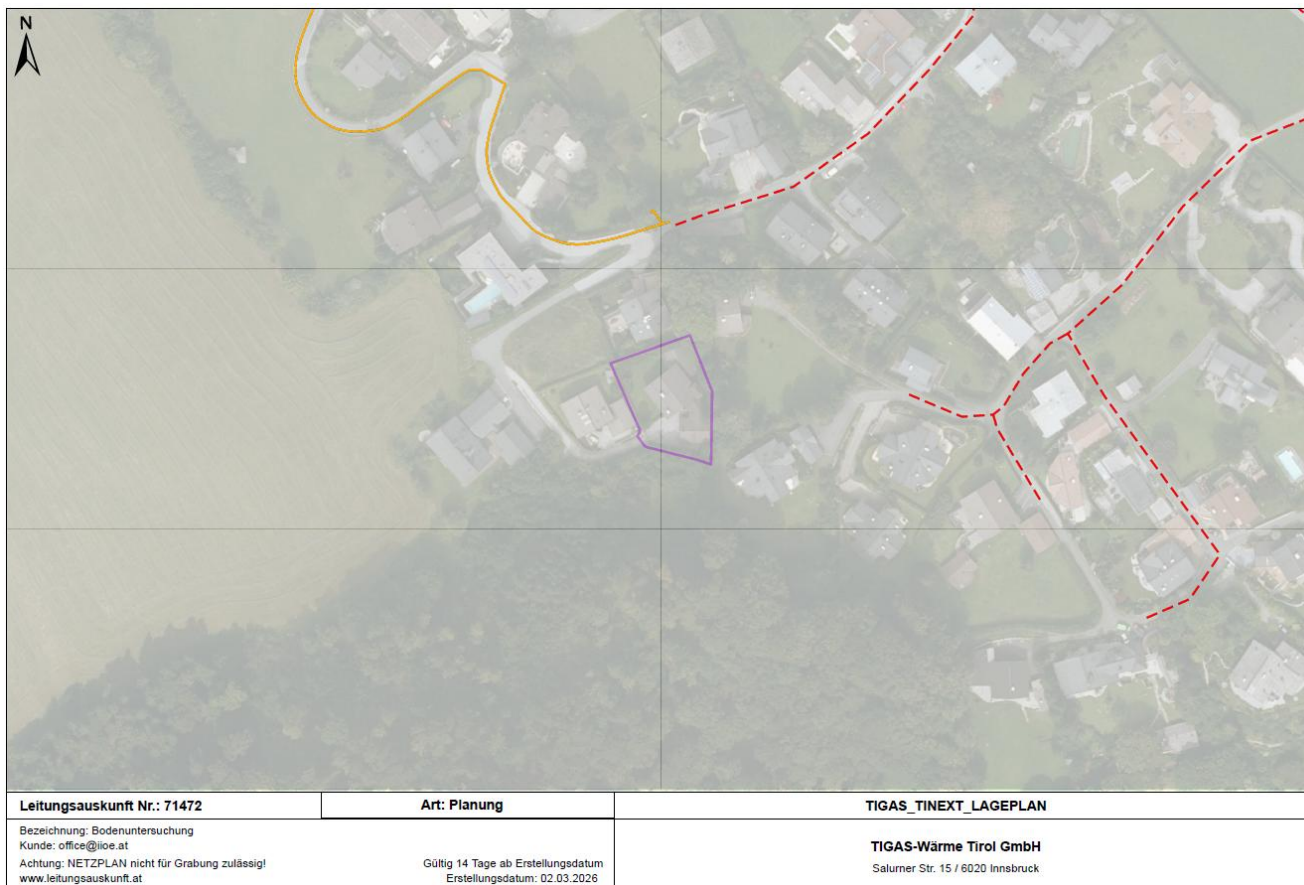 N
Leitungsauskunft Nr.: 71472
Art: Planung
TIGAS_TINEXT_LAGEPLAN
Bezeichnung: Bodenuntersuchung
Kunde: office@iioe.at
Achtung: NETZPLAN nicht für Grabung zulässig!
www.leitungsauskunft.at
Gültig 14 Tage ab Erstellungsdatum
Erstellungsdatum: 02.03.2026
TIGAS-Wärme Tirol GmbH
Salurner Str. 15 / 6020 Innsbruck